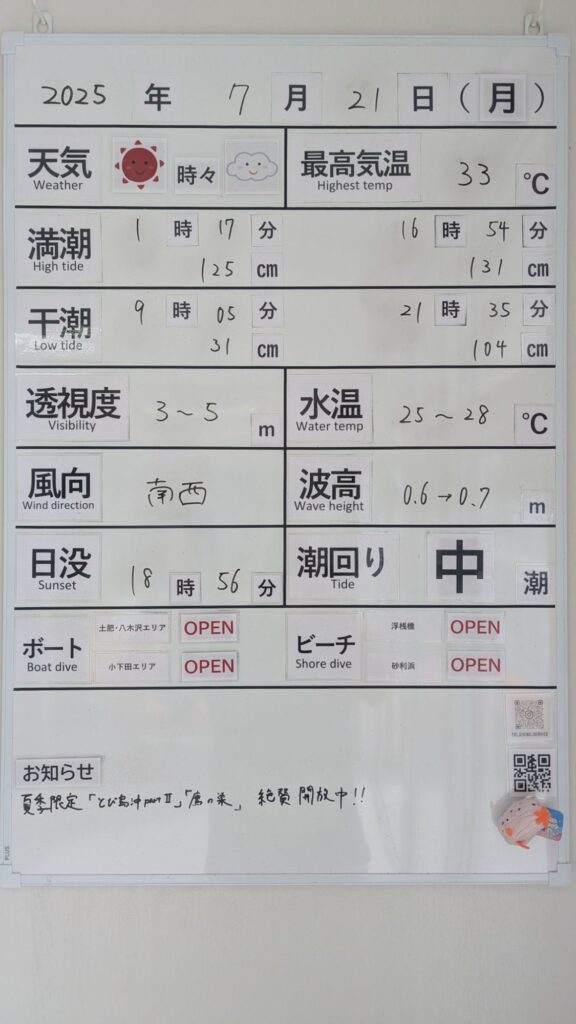 2025 年 7 月 21 日 (月)
天気 時々 最高気温 33 ℃
Weather Highest temp
満潮 1 時 17 分 16 時 54 分
High tide 125 cm 131 cm
干潮 9 時 05 分 21 時 35 分
Low tide 31 cm 104 cm
透視度 3~5 m 水温 25~28 ℃
Visibility Water temp
風向 南西 波高 0.6→0.7 m
Wind direction Wave height
日没 18 時 56 分 潮回り 中 潮
Sunset Tide
ボート 土肥・八木沢エリア OPEN ビーチ 浮桟橋 OPEN
Boat dive 小下田エリア OPEN Shore dive 砂利浜 OPEN
お知らせ
夏季限定「とび島沖partⅡ」「の巣」 絶賛開放中!!
PLUS